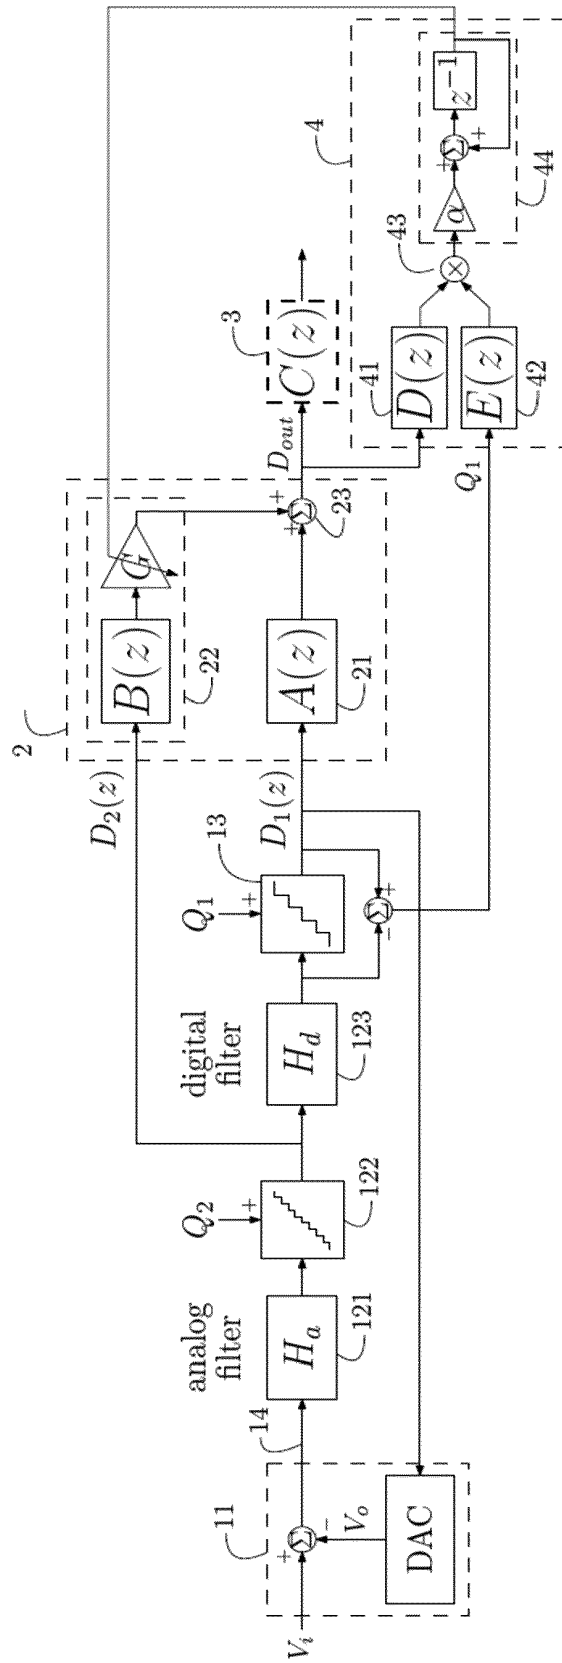 V_i
11
Σ
+
−
V_o
DAC
14
analog
filter
H_a
121
Q_2
+
122
digital
filter
H_d
123
Q_1
+
13
Σ
−
+
D_2(z)
D_1(z)
2
B(z)
G
22
A(z)
21
+
+
Σ
23
D_out
3
C(z)
Q_1
4
41
D(z)
E(z)
42
43
×
α
+
Σ
+
z^−1
44